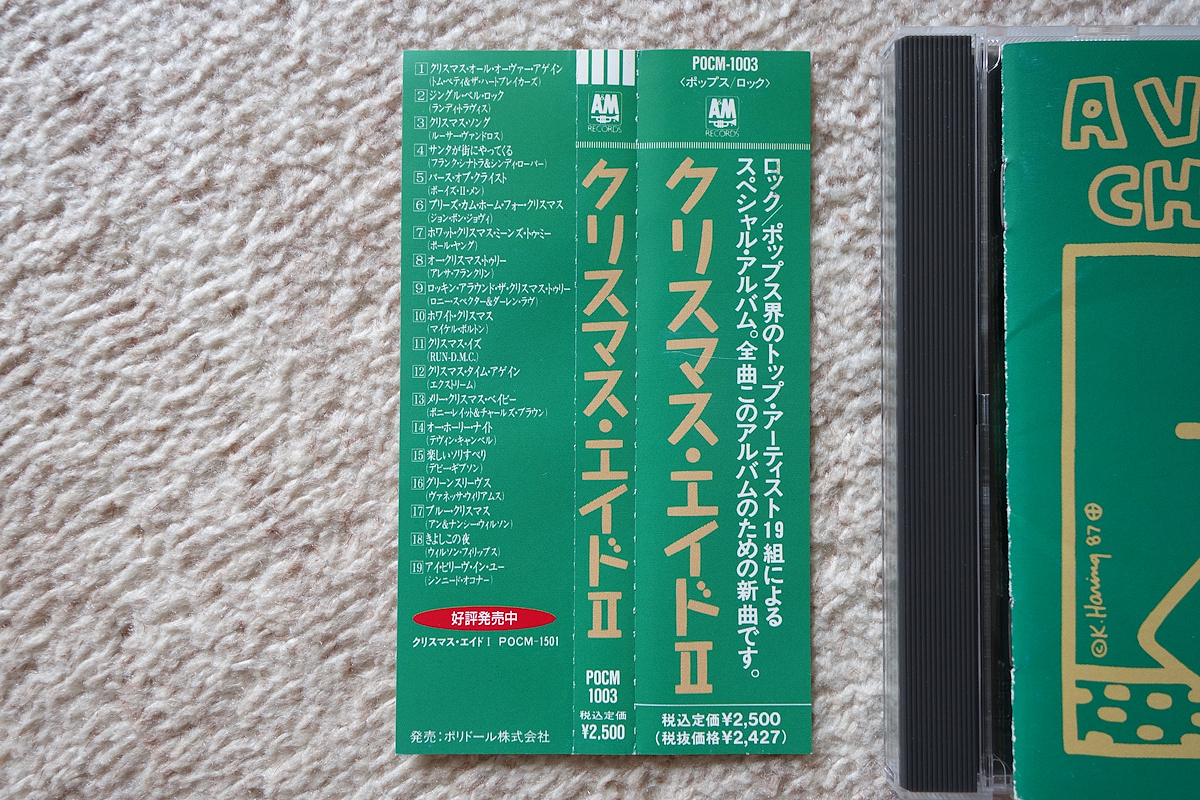 1 クリスマス・オール・オーヴァー・アゲイン
(トム・ペティ&ザ・ハートブレイカーズ)
2 ジングル・ベル・ロック
(ランディ・トラヴィス)
3 クリスマス・ソング
(ルーサー・ヴァンドロス)
4 サンタが街にやってくる
(フランク・シナトラ&シンディ・ローパー)
5 バース・オブ・クライスト
(ボーイズ・II・メン)
6 プリーズ・カム・ホーム・フォー・クリスマス
(ジョン・ボン・ジョヴィ)
7 ホワット・クリスマス・ミーンズ・トゥ・ミー
(ポール・ヤング)
8 オー・クリスマス・トゥリー
(アレサ・フランクリン)
9 ロッキン・アラウンド・ザ・クリスマス・トゥリー
(ロニー・スペクター&ダーレン・ラヴ)
10 ホワイト・クリスマス
(マイケル・ボルトン)
11 クリスマス・イズ
(RUN-D.M.C.)
12 クリスマス・タイム・アゲイン
(エクストリーム)
13 メリー・クリスマス・ベイビー
(ボニー・レイット&チャールズ・ブラウン)
14 オー・ホーリー・ナイト
(テヴィン・キャンベル)
15 楽しいソリすべり
(デビー・ギブソン)
16 グリーンスリーヴス
(ヴァネッサ・ウィリアムス)
17 ブルー・クリスマス
(アン&ナンシー・ウィルソン)
18 きよしこの夜
(ウィルソン・フィリップス)
19 アイ・ビリーヴ・イン・ユー
(シンニード・オコナー)
好評発売中
クリスマス・エイド I POCM-1501
発売:ポリドール株式会社
A&M
RECORDS
クリスマス・エイド II
POCM
1003
税込定価
¥2,500
POCM-1003
〈ポップス/ロック〉
A&M
RECORDS
ロック/ポップス界のトップ・アーティスト19組による
スペシャル・アルバム。全曲このアルバムのための新曲です。
クリスマス・エイド II
税込定価¥2,500
(税抜価格¥2,427)
A V
CH
©K.Haring 87